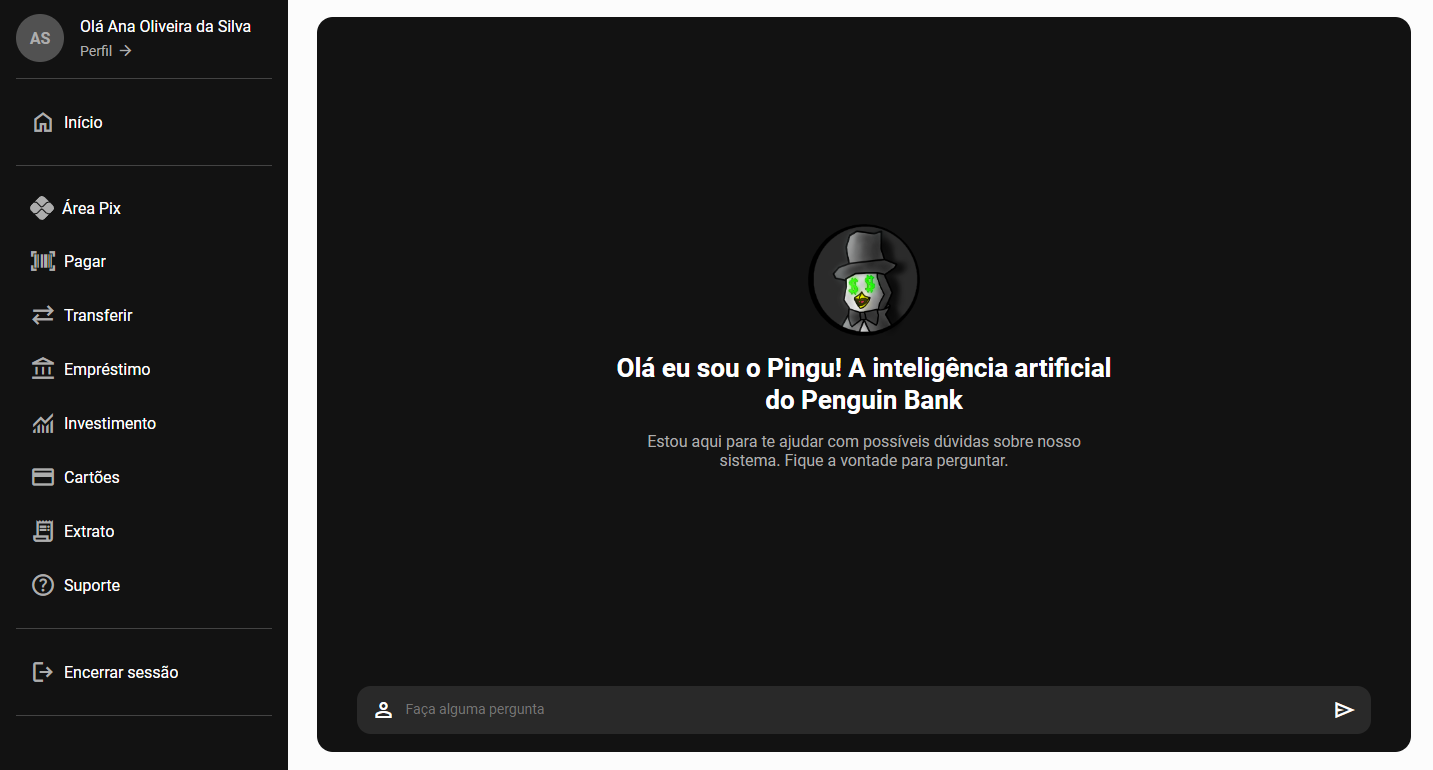 AS
Olá Ana Oliveira da Silva
Perfil
Início
Área Pix
Pagar
Transferir
Empréstimo
Investimento
Cartões
Extrato
Suporte
Encerrar sessão
Olá eu sou o Pingu! A inteligência artificial
do Penguin Bank
Estou aqui para te ajudar com possíveis dúvidas sobre nosso
sistema. Fique a vontade para perguntar.
Faça alguma pergunta